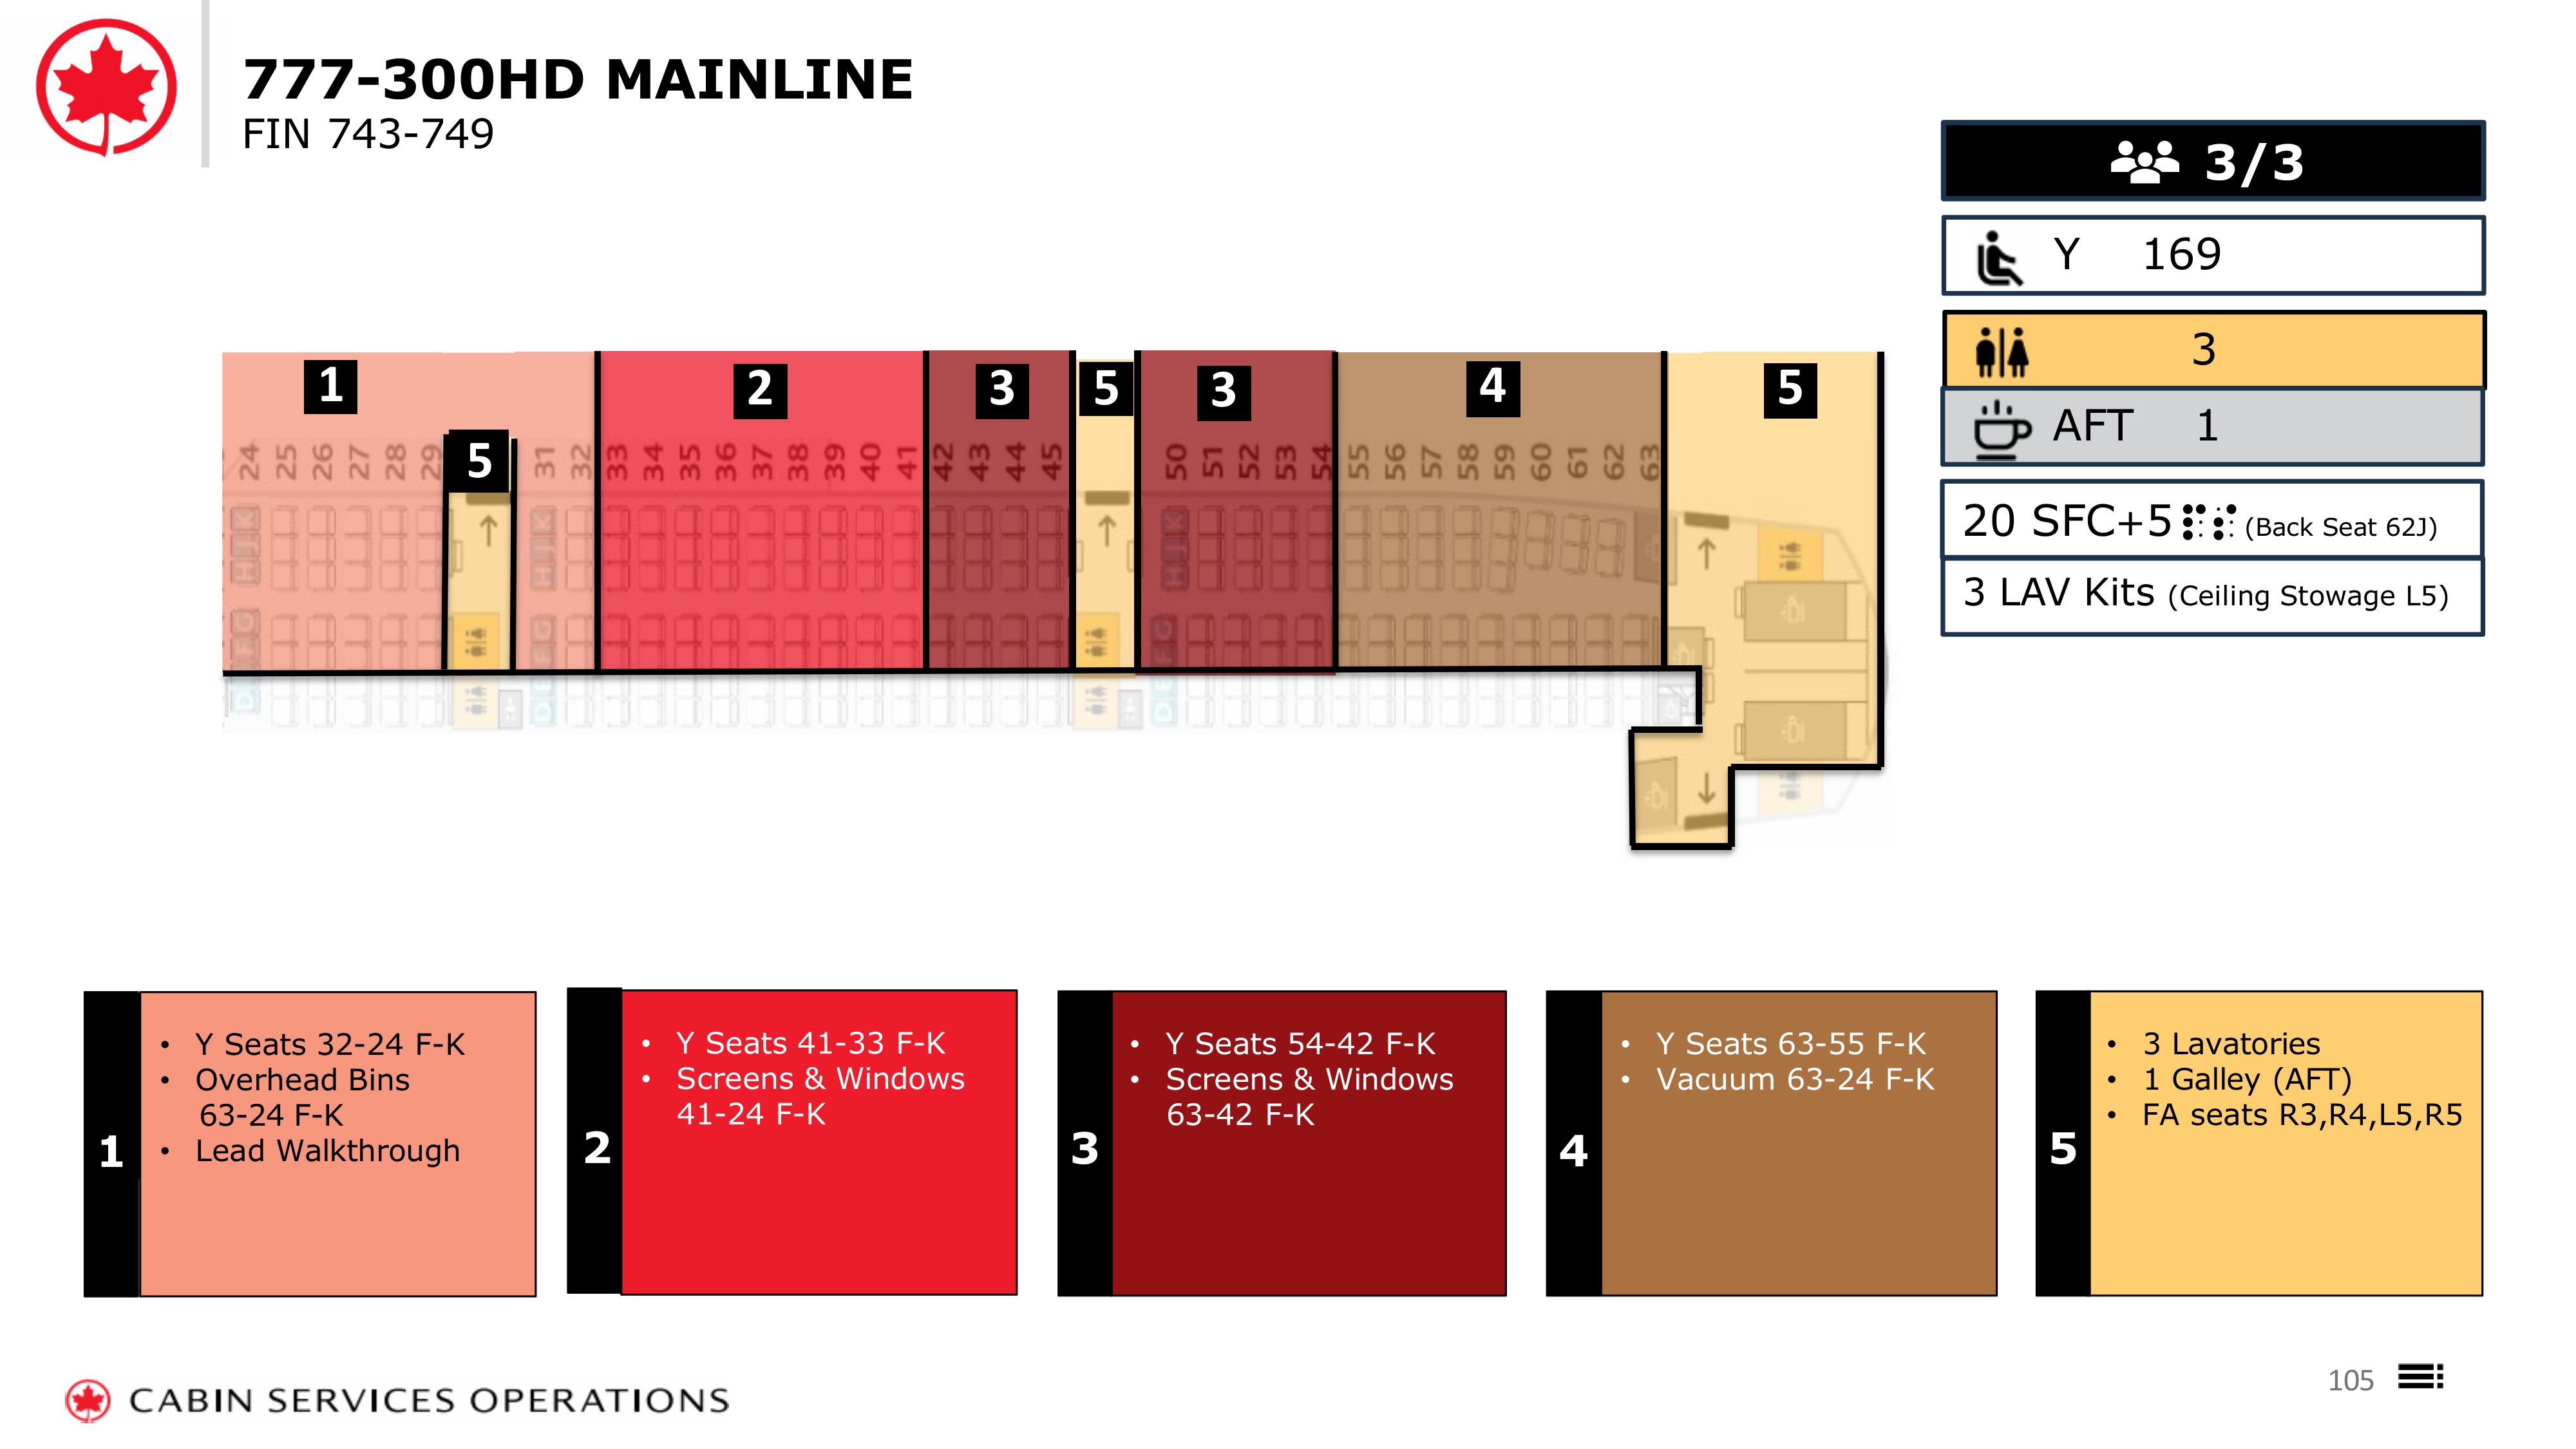 777-300HD MAINLINE
FIN 743-749
3/3
Y 169
3
AFT 1
20 SFC+5 (Back Seat 62J)
3 LAV Kits (Ceiling Stowage L5)
1 2 3 5 3 4 5
5
24 25 26 27 28 29 31 32 33 34 35 36 37 38 39 40 41 42 43 44 45 50 51 52 53 54 55 56 57 58 59 60 61 62 63
HJK HJK HJK
D FG D FG D FG
1
• Y Seats 32-24 F-K
• Overhead Bins
63-24 F-K
• Lead Walkthrough
2
• Y Seats 41-33 F-K
• Screens & Windows
41-24 F-K
3
• Y Seats 54-42 F-K
• Screens & Windows
63-42 F-K
4
• Y Seats 63-55 F-K
• Vacuum 63-24 F-K
5
• 3 Lavatories
• 1 Galley (AFT)
• FA seats R3,R4,L5,R5
CABIN SERVICES OPERATIONS
105